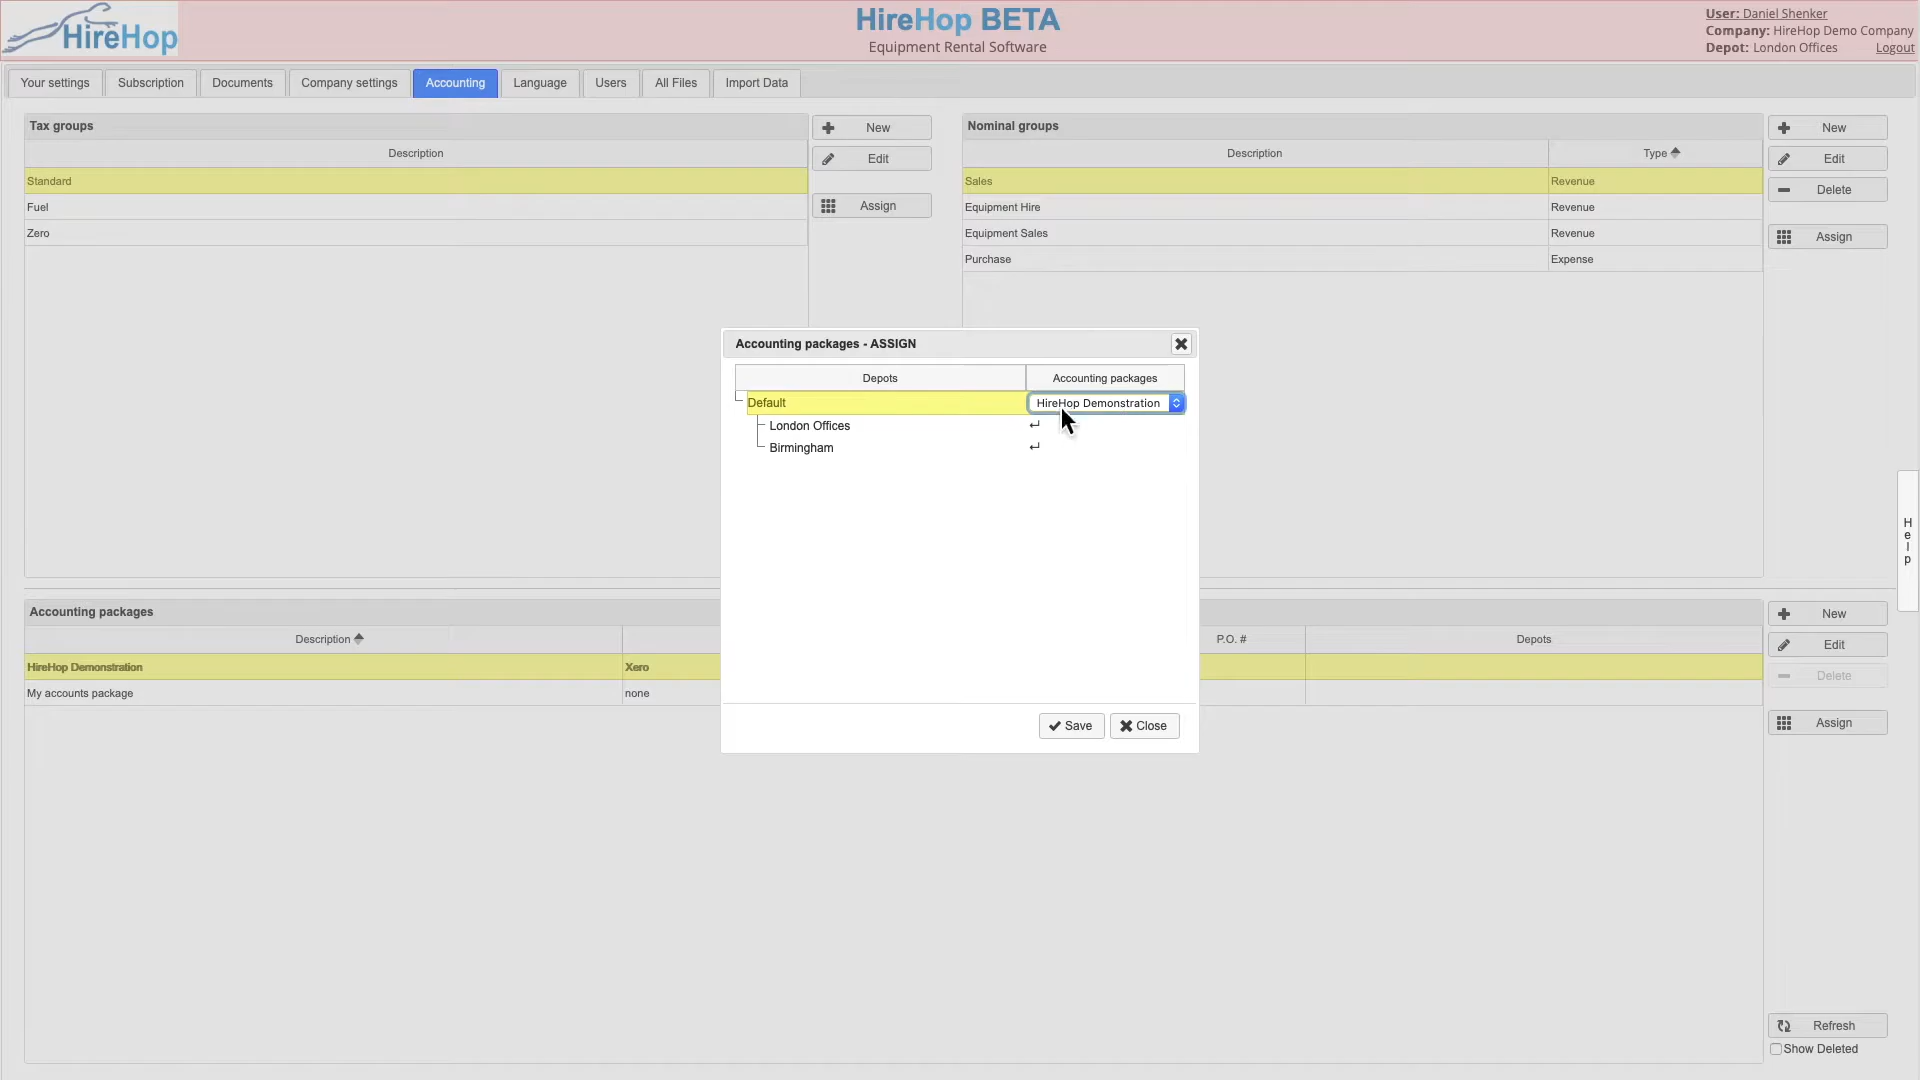 HireHop
HireHop BETA
Equipment Rental Software
User: Daniel Shenker
Company: HireHop Demo Company
Depot: London Offices
Logout
Your settings
Subscription
Documents
Company settings
Accounting
Language
Users
All Files
Import Data
Tax groups
Description
Standard
Fuel
Zero
New
Edit
Assign
Nominal groups
Description
Type
Sales
Revenue
Equipment Hire
Revenue
Equipment Sales
Revenue
Purchase
Expense
New
Edit
Delete
Assign
Accounting packages - ASSIGN
Depots
Accounting packages
Default
HireHop Demonstration
London Offices
Birmingham
Save
Close
Help
Accounting packages
Description
P.O. #
Depots
HireHop Demonstration
Xero
My accounts package
none
New
Edit
Delete
Assign
Refresh
Show Deleted